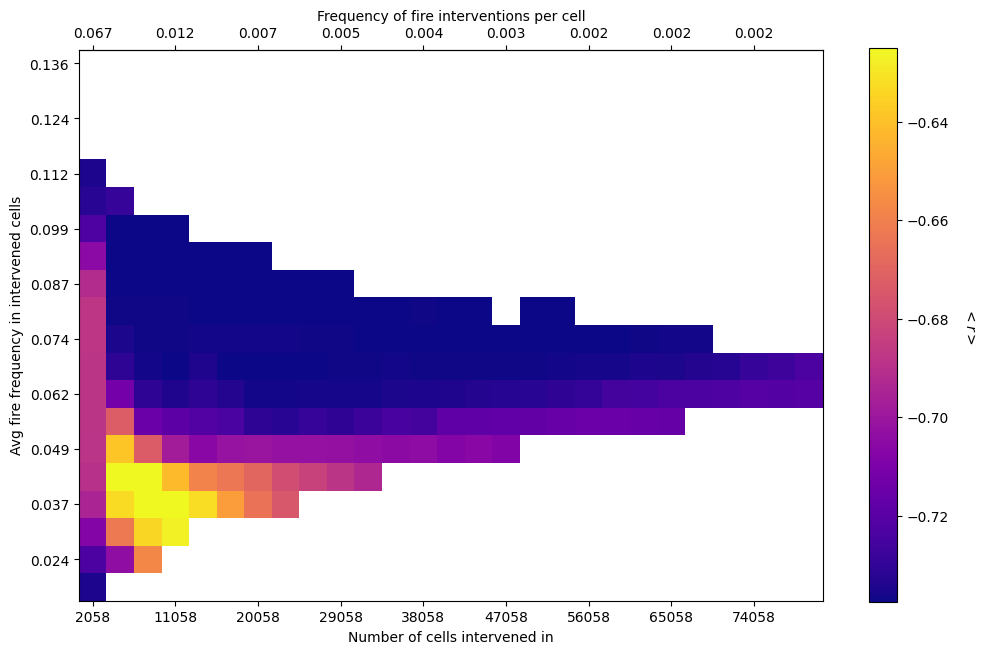 Frequency of fire interventions per cell
0.067 0.012 0.007 0.005 0.004 0.003 0.002 0.002 0.002
0.136
0.124
0.112
0.099
0.087
0.074
0.062
0.049
0.037
0.024
Avg fire frequency in intervened cells
2058 11058 20058 29058 38058 47058 56058 65058 74058
Number of cells intervened in
−0.64
−0.66
−0.68
−0.70
−0.72
< r >